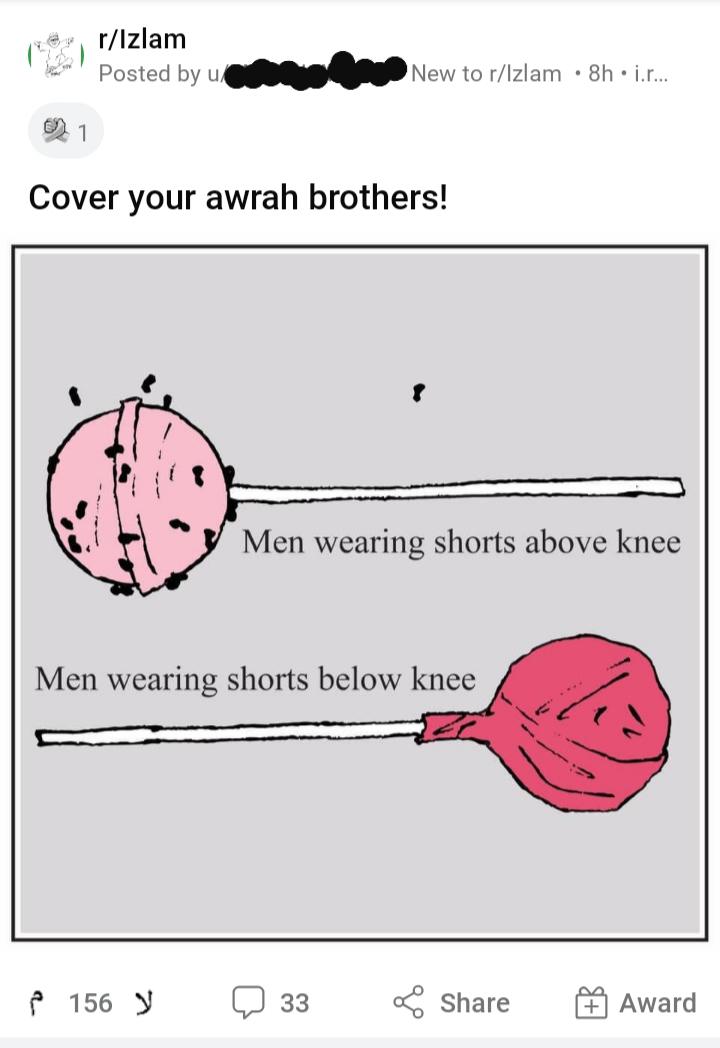 r/Izlam
Posted by u/ New to r/Izlam • 8h • i.r...
1
Cover your awrah brothers!
Men wearing shorts above knee
Men wearing shorts below knee
م 156 لا 33 Share Award